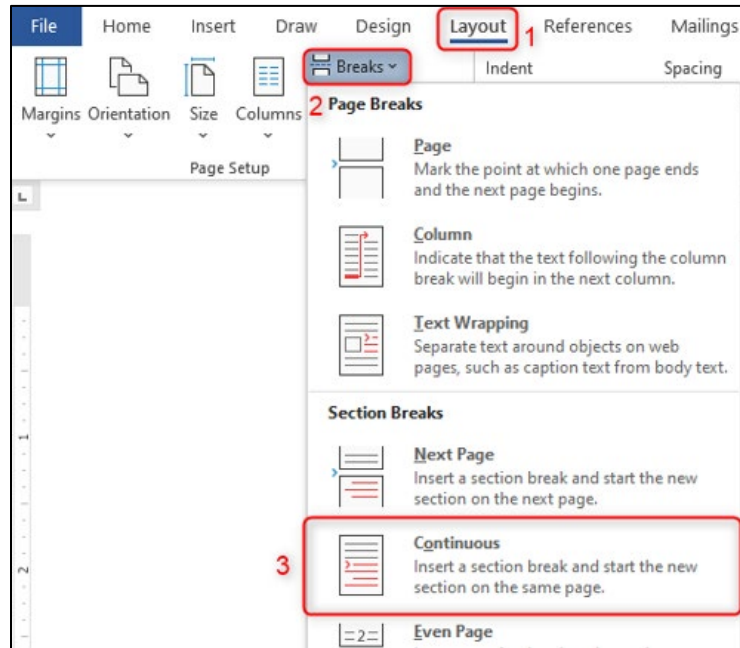 File Home Insert Draw Design Layout References Mailings
1
Breaks Indent Spacing
Margins Orientation Size Columns
2 Page Breaks
Page Setup
Page
Mark the point at which one page ends
and the next page begins.
L
Column
Indicate that the text following the column
break will begin in the next column.
Text Wrapping
Separate text around objects on web
pages, such as caption text from body text.
Section Breaks
1
Next Page
Insert a section break and start the new
section on the next page.
3
Continuous
Insert a section break and start the new
section on the same page.
2
=2=
Even Page